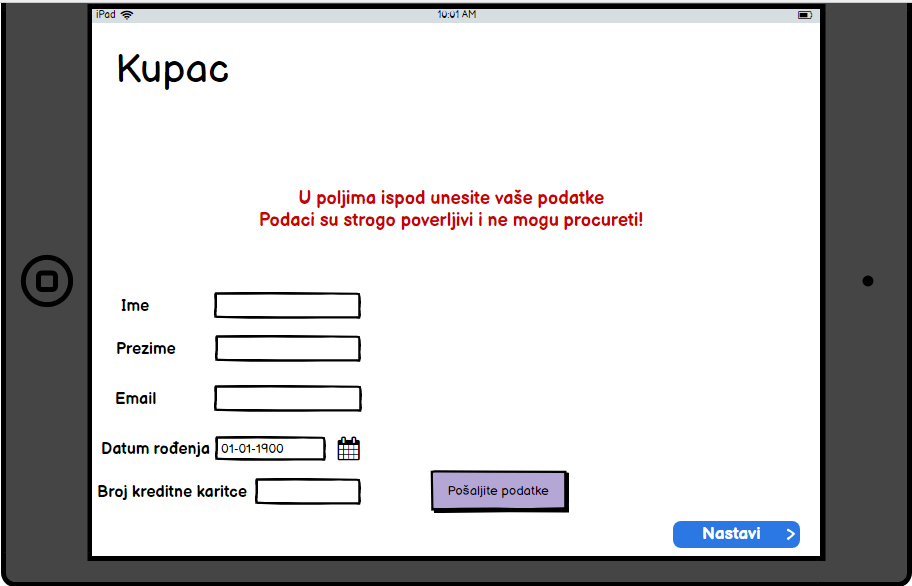 iPad
10:01 AM
Kupac
U poljima ispod unesite vaše podatke
Podaci su strogo poverljivi i ne mogu procureti!
Ime
Prezime
Email
Datum rođenja 01-01-1900
Broj kreditne karitce
Pošaljite podatke
Nastavi